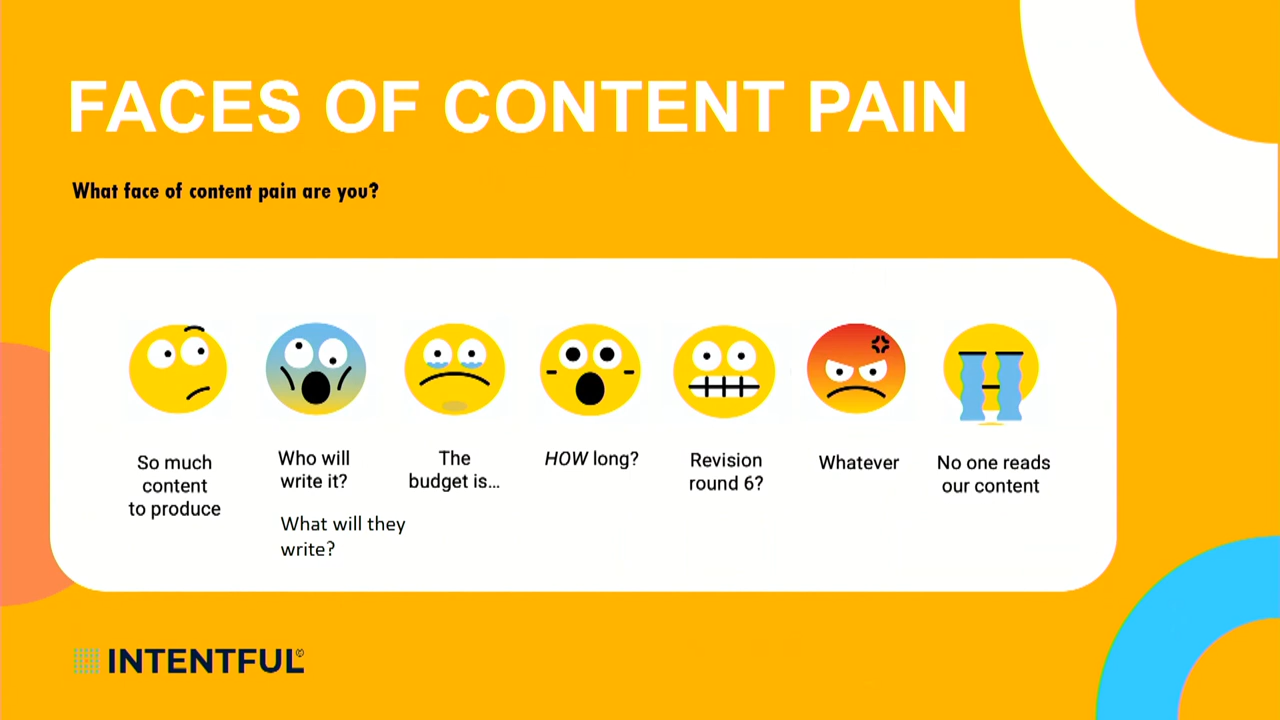 FACES OF CONTENT PAIN
What face of content pain are you?
So much
content
to produce
Who will
write it?
What will they
write?
The
budget is...
HOW long?
Revision
round 6?
Whatever
No one reads
our content
INTENTFUL